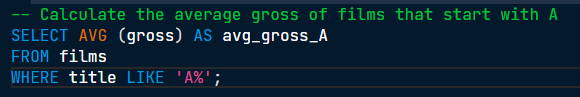 -- Calculate the average gross of films that start with A
SELECT AVG (gross) AS avg_gross_A
FROM films
WHERE title LIKE 'A%';